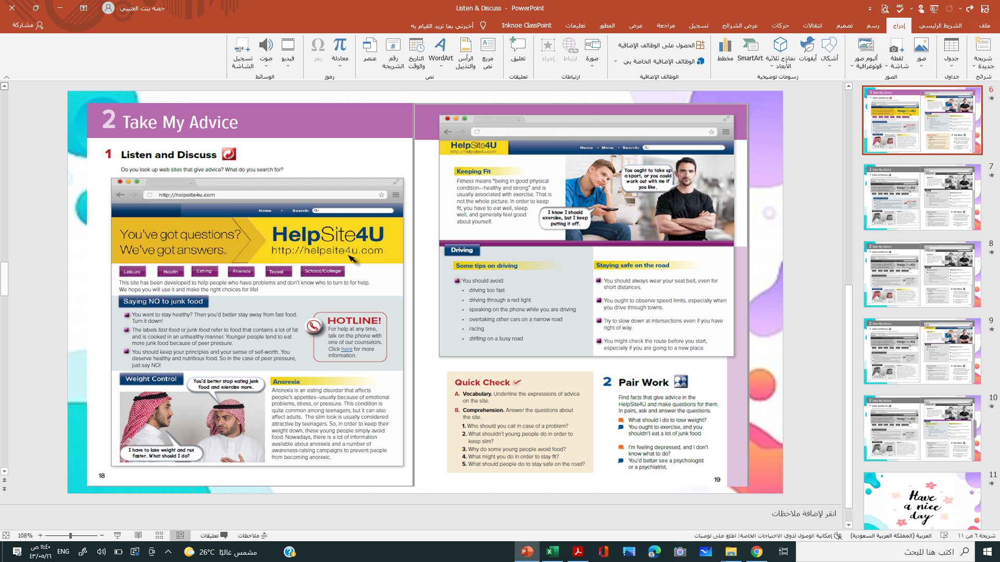 Listen & Discuss - PowerPoint
حصه بنت العتيبي
ملف
الشريط الرئيسي
إدراج
رسم
تصميم
انتقالات
حركات
عرض الشرائح
تسجيل
مراجعة
عرض
المطور
تعليمات
Inknoe ClassPoint
أخبرني بما تريد القيام به
مشاركة
شريحة جديدة
شرائح
جدول
جداول
صور
لقطة شاشة
ألبوم صور فوتوغرافية
الصور
أشكال
أيقونات
نماذج ثلاثية الأبعاد
SmartArt
مخطط
رسومات توضيحية
الحصول على الوظائف الإضافية
الوظائف الإضافية الخاصة بي
الوظائف الإضافية
صورة
ارتباط
إجراء
ارتباطات
تعليق
تعليقات
مربع نص
الرأس والتذييل
WordArt
التاريخ والوقت
رقم الشريحة
عنصر
نص
معادلة
رمز
رموز
فيديو
صوت
تسجيل الشاشة
الوسائط
2 Take My Advice
1 Listen and Discuss
Do you look up web sites that give advice? What do you search for?
http://helpsite4u.com
Home • Search:
You've got questions?
We've got answers.
HelpSite4U
http://helpsite4u.com
Leisure Health Eating Friends Travel School/College
This site has been developed to help people who have problems and don't know who to turn to for help.
We hope you will use it and make the right choices for life!
Saying NO to junk food
You want to stay healthy? Then you'd better stay away from fast food.
Turn it down!
The labels fast food or junk food refer to food that contains a lot of fat
and is cooked in an unhealthy manner. Younger people tend to eat
more junk food because of peer pressure.
You should keep your principles and your sense of self-worth. You
deserve healthy and nutritious food. So in the case of peer pressure,
just say NO!
HOTLINE!
For help at any time,
talk on the phone with
one of our counselors.
Click here for more
information.
Weight Control
You'd better stop eating junk
food and exercise more.
I have to lose weight and run
faster. What should I do?
Anorexia
Anorexia is an eating disorder that affects
people's appetites—usually because of emotional
problems, stress, or pressure. This condition is
quite common among teenagers, but it can also
affect adults. The slim look is usually considered
attractive by teenagers. So, in order to keep their
weight down, these young people simply avoid
food. Nowadays, there is a lot of information
available about anorexia and a number of
awareness-raising campaigns to prevent people
from becoming anorexic.
18
HelpSite4U
http://helpsite4u.com
Home • Menu • Search:
Keeping Fit
Fitness means "being in good physical
condition—healthy and strong" and is
usually associated with exercise. That is
not the whole picture. In order to keep
fit, you have to eat well, sleep
well, and generally feel good
about yourself.
You ought to take up
a sport, or you could
work out with me if
you like.
I know I should
exercise, but I keep
putting it off.
Driving
Some tips on driving
You should avoid:
• driving too fast
• driving through a red light
• speaking on the phone while you are driving
• overtaking other cars on a narrow road
• racing
• drifting on a busy road
Staying safe on the road
You should always wear your seat belt, even for
short distances.
You ought to observe speed limits, especially when
you drive through towns.
Try to slow down at intersections even if you have
right of way.
You might check the route before you start,
especially if you are going to a new place.
Quick Check
A. Vocabulary. Underline the expressions of advice
on the site.
B. Comprehension. Answer the questions about
the site.
1. Who should you call in case of a problem?
2. What shouldn't young people do in order to
keep slim?
3. Why do some young people avoid food?
4. What might you do in order to stay fit?
5. What should people do to stay safe on the road?
2 Pair Work
Find facts that give advice in the
HelpSite4U and make questions for them.
In pairs, ask and answer the questions.
What should I do to lose weight?
You ought to exercise, and you
shouldn't eat a lot of junk food.
I'm feeling depressed, and I don't
know what to do?
You'd better see a psychologist
or a psychiatrist.
19
6
7
8
9
10
11
Have
a nice
day
انقر لإضافة ملاحظات
شريحة ٦ من ١١
العربية (المملكة العربية السعودية)
إمكانية الوصول لذوي الاحتياجات الخاصة: اطلع على توصيات
ملاحظات
تعليقات
108%
اكتب هنا للبحث
26°C مشمس غالبًا
ENG
١١:٤٠ ص
٤٣/٠٥/١٦